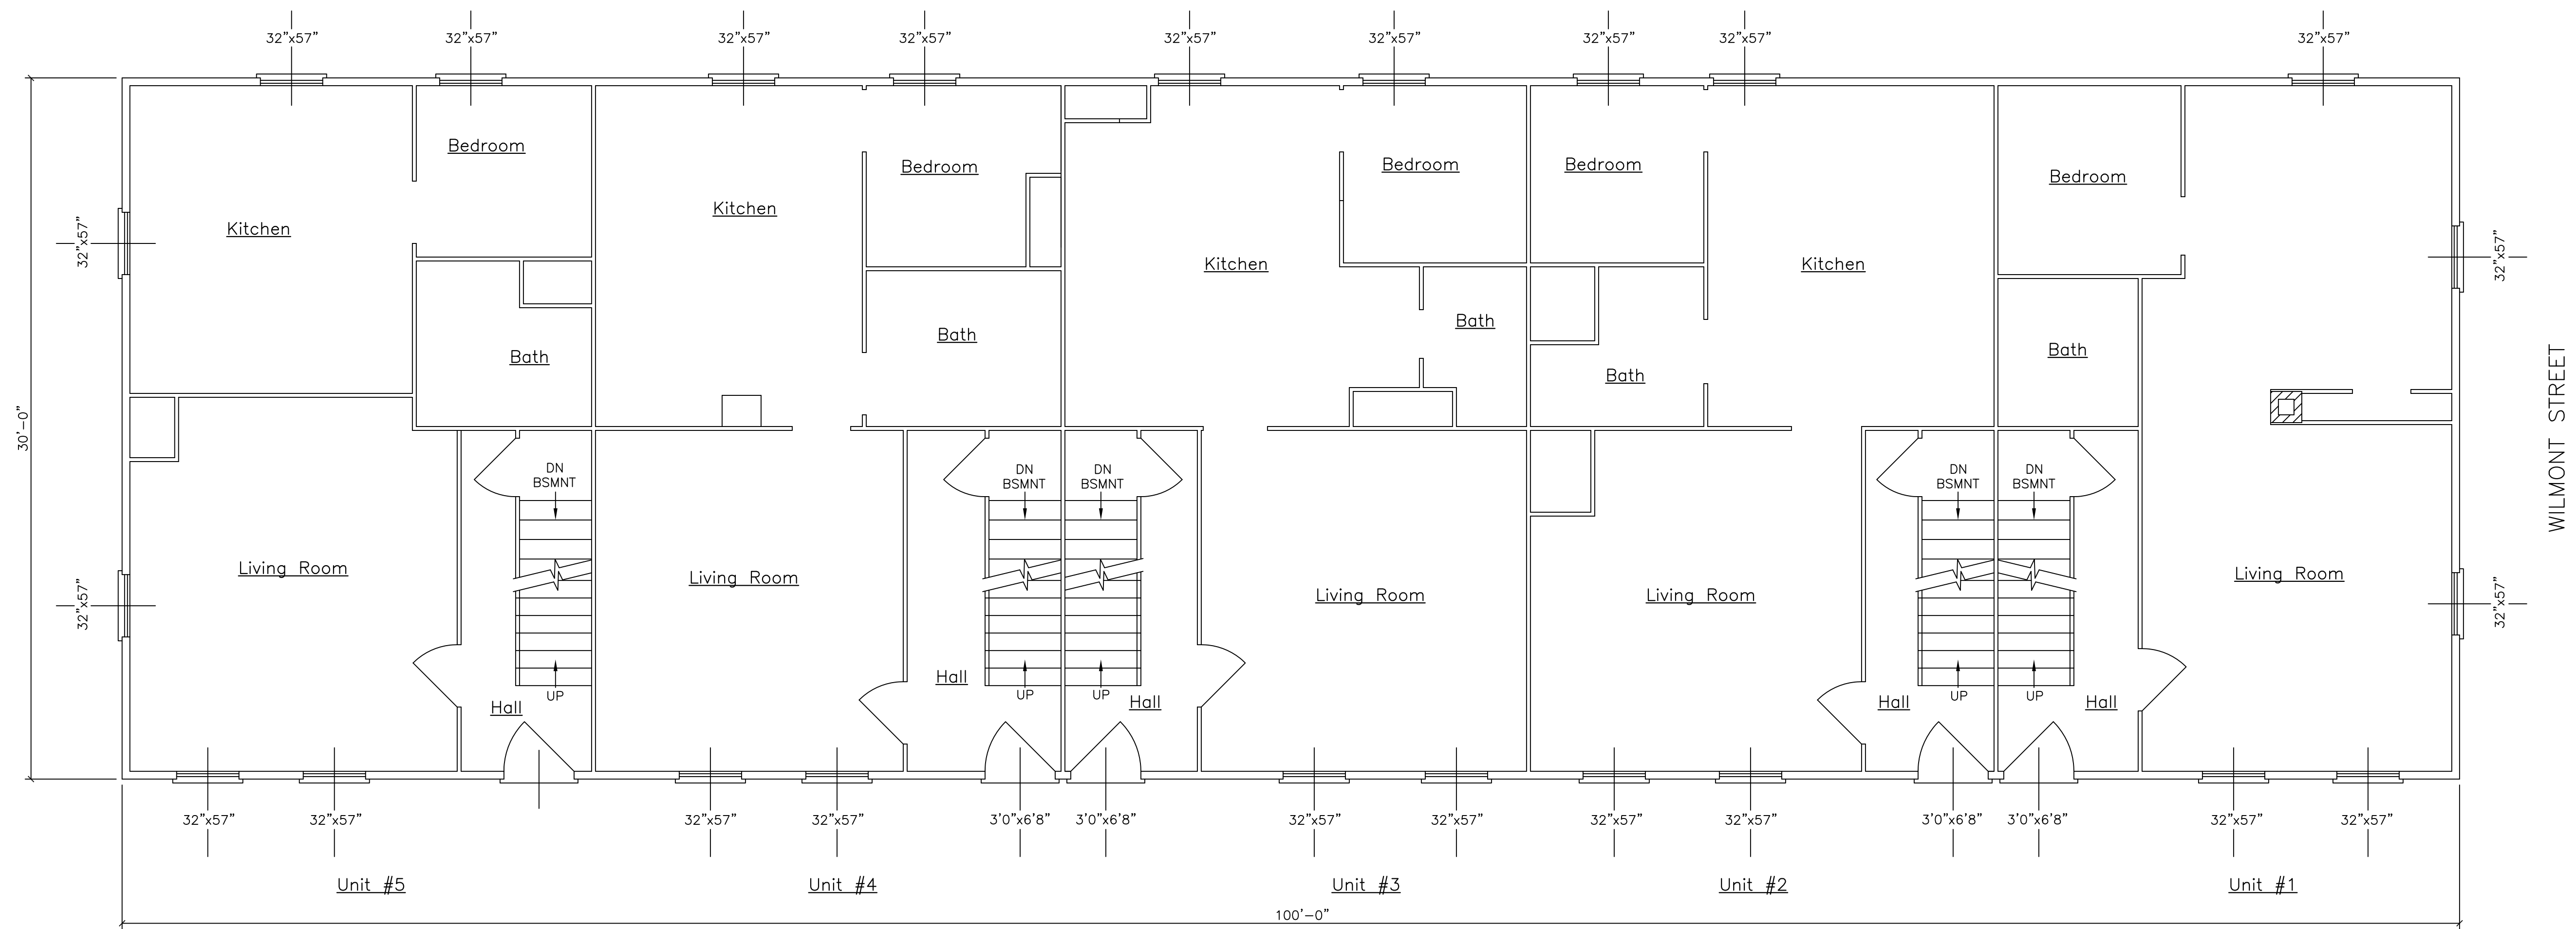 32"x57"
32"x57"
32"x57"
32"x57"
32"x57"
32"x57"
32"x57"
32"x57"
32"x57"
Bedroom
Bedroom
Bedroom
Bedroom
Bedroom
Kitchen
Kitchen
Kitchen
Kitchen
32"x57"
32"x57"
Bath
Bath
Bath
Bath
Bath
30'-0"
WILMONT STREET
DN
BSMNT
DN
BSMNT
DN
BSMNT
DN
BSMNT
DN
BSMNT
Living Room
Living Room
Living Room
Living Room
Living Room
32"x57"
32"x57"
UP
UP
UP
UP
UP
Hall
Hall
Hall
Hall
Hall
32"x57"
32"x57"
32"x57"
32"x57"
3'0"x6'8"
3'0"x6'8"
32"x57"
32"x57"
32"x57"
32"x57"
3'0"x6'8"
3'0"x6'8"
32"x57"
32"x57"
Unit #5
Unit #4
Unit #3
Unit #2
Unit #1
100'-0"